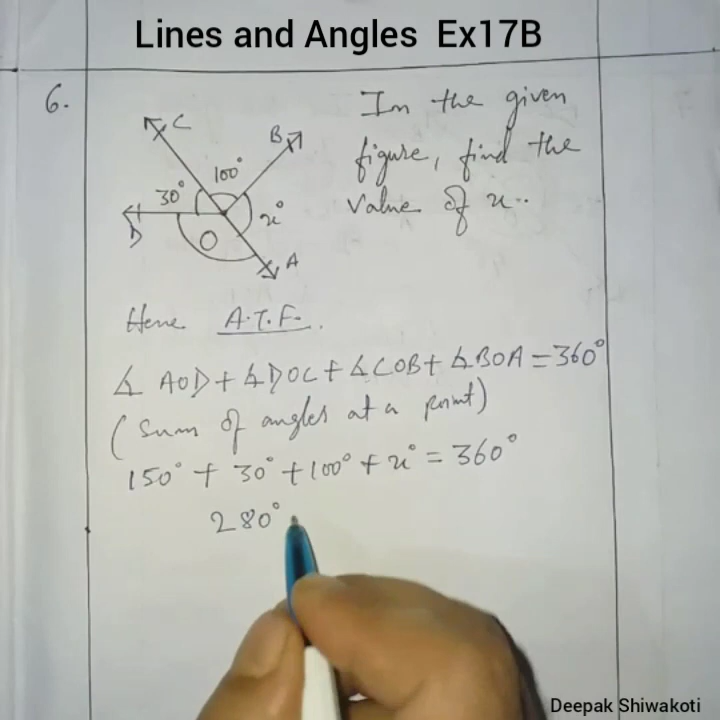 Lines and Angles Ex17B
6.
In the given
figure, find the
value of x..
C
B
100°
30°
x°
D
O
A
Here A.T.F.
∡ AOD + ∡DOC + ∡COB + ∡BOA = 360°
(Sum of angles at a point)
150° + 30° + 100° + x° = 360°
280°
Deepak Shiwakoti